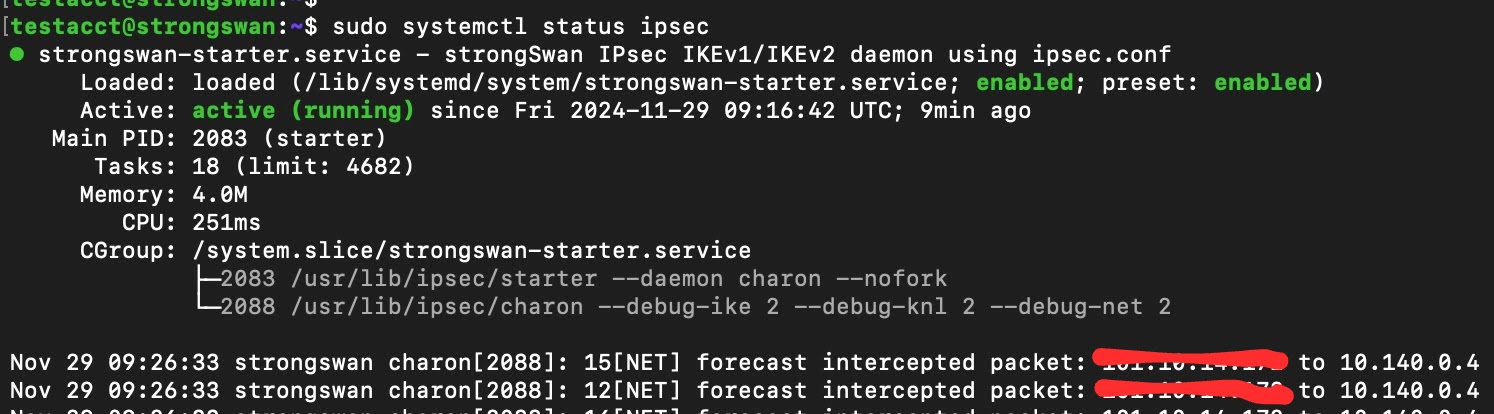 [testacct@strongswan:~$
[testacct@strongswan:~$ sudo systemctl status ipsec
● strongswan-starter.service - strongSwan IPsec IKEv1/IKEv2 daemon using ipsec.conf
Loaded: loaded (/lib/systemd/system/strongswan-starter.service; enabled; preset: enabled)
Active: active (running) since Fri 2024-11-29 09:16:42 UTC; 9min ago
Main PID: 2083 (starter)
Tasks: 18 (limit: 4682)
Memory: 4.0M
CPU: 251ms
CGroup: /system.slice/strongswan-starter.service
├─2083 /usr/lib/ipsec/starter --daemon charon --nofork
└─2088 /usr/lib/ipsec/charon --debug-ike 2 --debug-knl 2 --debug-net 2
Nov 29 09:26:33 strongswan charon[2088]: 15[NET] forecast intercepted packet: to 10.140.0.4
Nov 29 09:26:33 strongswan charon[2088]: 12[NET] forecast intercepted packet: to 10.140.0.4